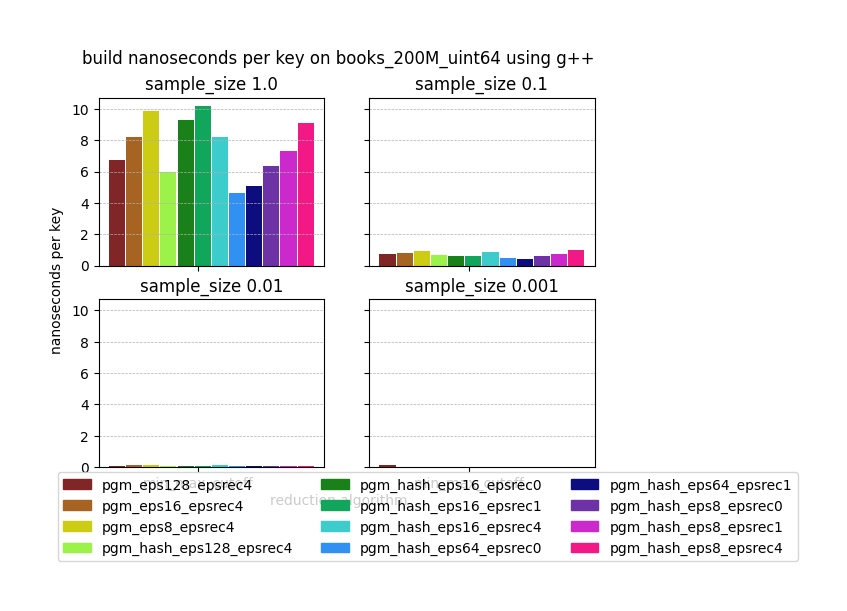 build nanoseconds per key on books_200M_uint64 using g++
sample_size 1.0
sample_size 0.1
10
8
6
4
2
0
nanoseconds per key
sample_size 0.01
sample_size 0.001
10
8
6
4
2
0
min_max_cutoff
min_max_cutoff
reduction algorithm
pgm_eps128_epsrec4
pgm_eps16_epsrec4
pgm_eps8_epsrec4
pgm_hash_eps128_epsrec4
pgm_hash_eps16_epsrec0
pgm_hash_eps16_epsrec1
pgm_hash_eps16_epsrec4
pgm_hash_eps64_epsrec0
pgm_hash_eps64_epsrec1
pgm_hash_eps8_epsrec0
pgm_hash_eps8_epsrec1
pgm_hash_eps8_epsrec4